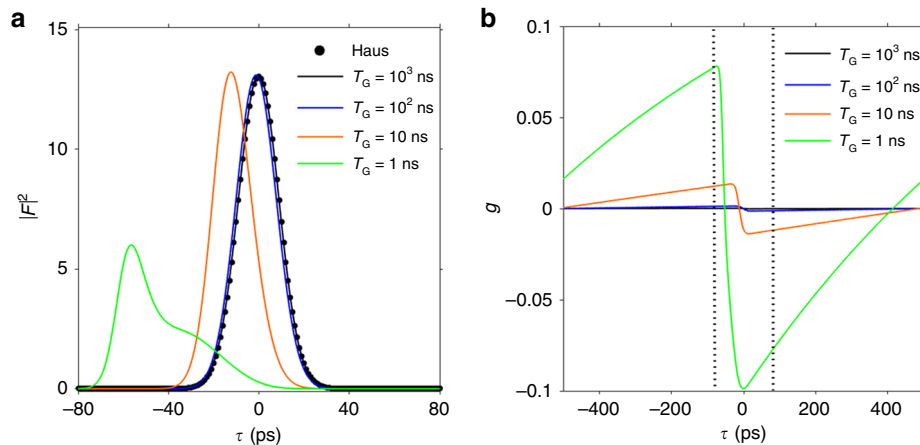 a
15
10
5
0
|F|²
Haus
T_G = 10³ ns
T_G = 10² ns
T_G = 10 ns
T_G = 1 ns
−80
−40
0
40
80
τ (ps)
b
0.1
0.05
0
−0.05
−0.1
g
T_G = 10³ ns
T_G = 10² ns
T_G = 10 ns
T_G = 1 ns
−400
−200
0
200
400
τ (ps)